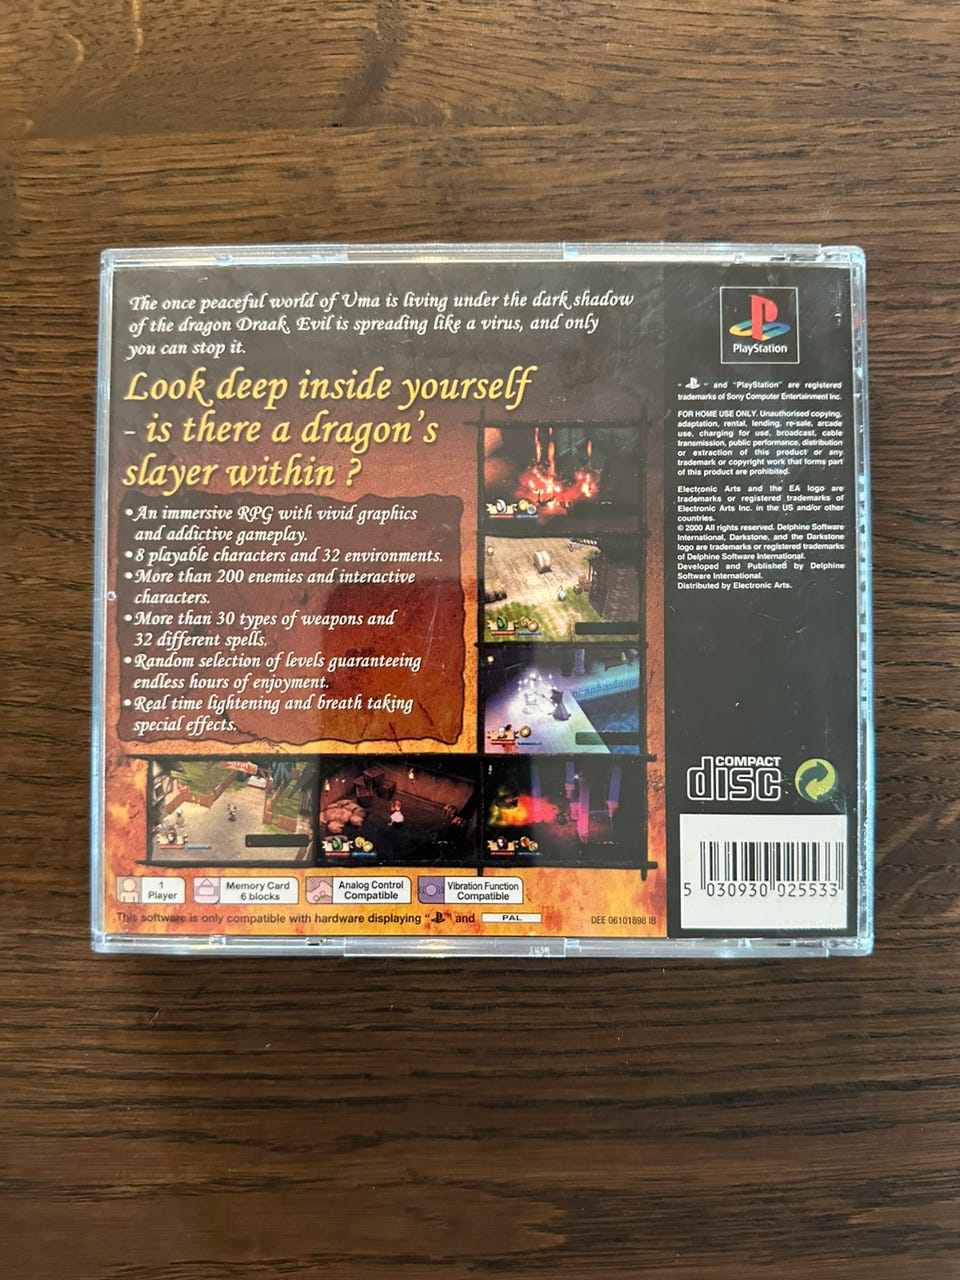 The once peaceful world of Uma is living under the dark shadow
of the dragon Draak. Evil is spreading like a virus, and only
you can stop it.
Look deep inside yourself
- is there a dragon's
slayer within ?
•An immersive RPG with vivid graphics
and addictive gameplay.
•8 playable characters and 32 environments.
•More than 200 enemies and interactive
characters.
•More than 30 types of weapons and
32 different spells.
•Random selection of levels guaranteeing
endless hours of enjoyment.
•Real time lightening and breath taking
special effects.
1
Player
Memory Card
6 blocks
Analog Control
Compatible
Vibration Function
Compatible
This software is only compatible with hardware displaying " " and PAL
DEE 06101898 IB
PlayStation
" " and "PlayStation" are registered
trademarks of Sony Computer Entertainment Inc.
FOR HOME USE ONLY. Unauthorised copying,
adaptation, rental, lending, re-sale, arcade
use, charging for use, broadcast, cable
transmission, public performance, distribution
or extraction of this product or any
trademark or copyright work that forms part
of this product are prohibited.
Electronic Arts and the EA logo are
trademarks or registered trademarks of
Electronic Arts Inc. in the US and/or other
countries.
© 2000 All rights reserved. Delphine Software
International, Darkstone, and the Darkstone
logo are trademarks or registered trademarks
of Delphine Software International.
Developed and Published by Delphine
Software International.
Distributed by Electronic Arts.
COMPACT
disc
5 030930 025533